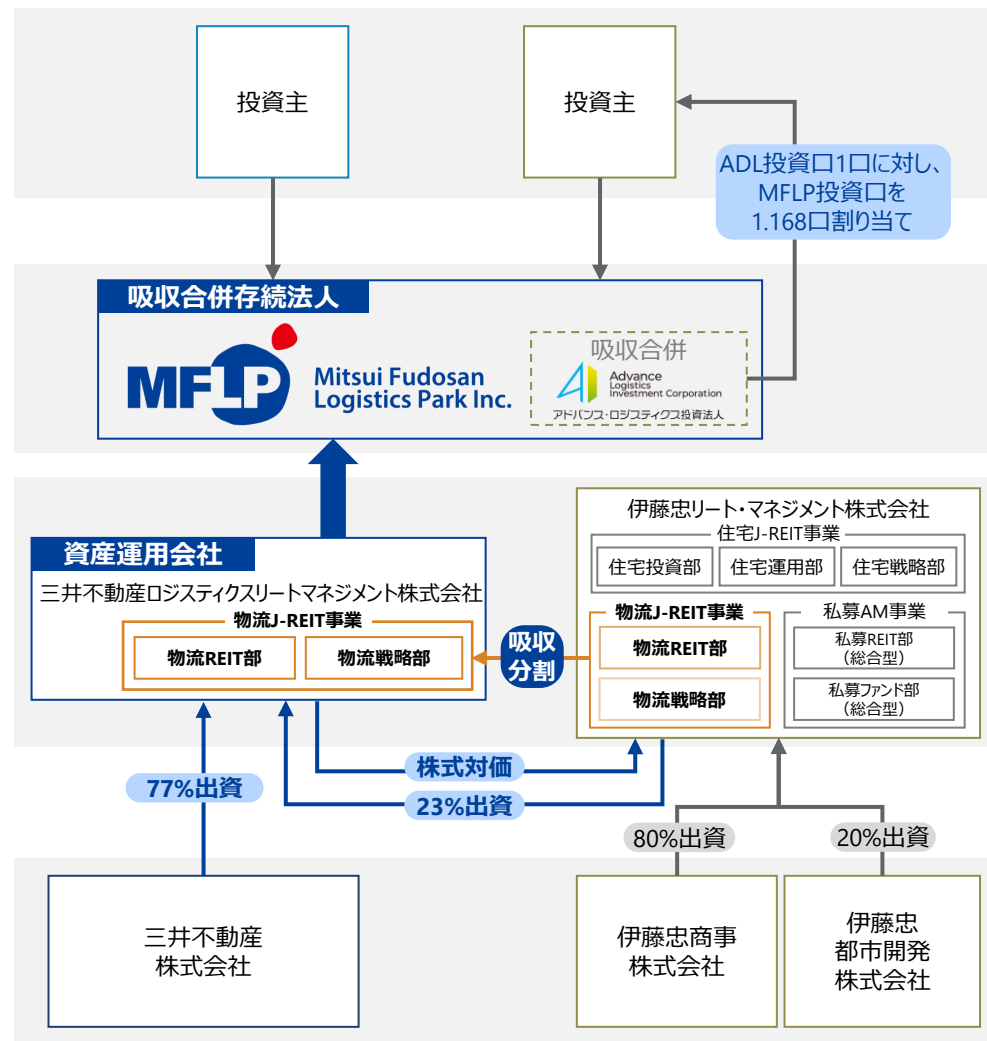 投資主
投資主
ADL投資口1口に対し、
MFLP投資口を
1.168口割り当て
吸収合併存続法人
MFLP
Mitsui Fudosan
Logistics Park Inc.
吸収合併
Advance
Logistics
Investment Corporation
アドバンス・ロジスティクス投資法人
資産運用会社
三井不動産ロジスティクスリートマネジメント株式会社
物流J-REIT事業
物流REIT部
物流戦略部
吸収
分割
伊藤忠リート・マネジメント株式会社
住宅J-REIT事業
住宅投資部
住宅運用部
住宅戦略部
物流J-REIT事業
物流REIT部
物流戦略部
私募AM事業
私募REIT部
（総合型）
私募ファンド部
（総合型）
株式対価
23%出資
77%出資
80%出資
20%出資
三井不動産
株式会社
伊藤忠商事
株式会社
伊藤忠
都市開発
株式会社